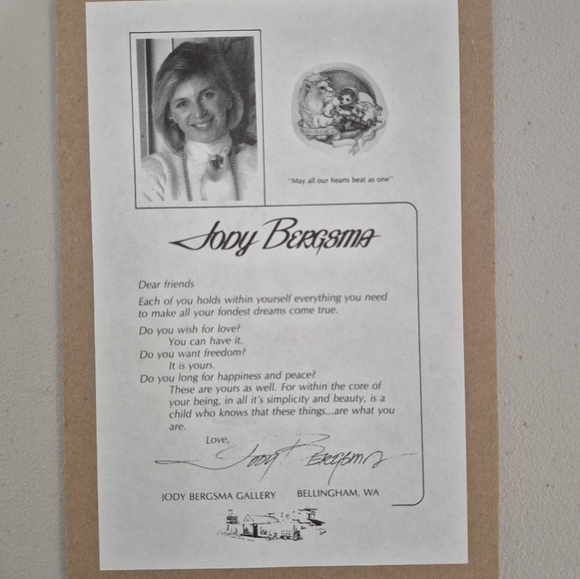 "May all our hearts beat as one"
JODY BERGSMA
Dear friends
Each of you holds within yourself everything you need
to make all your fondest dreams come true.
Do you wish for love?
You can have it.
Do you want freedom?
It is yours.
Do you long for happiness and peace?
These are yours as well. For within the core of
your being, in all it's simplicity and beauty, is a
child who knows that these things...are what you
are.
Love,
Jody Bergsma
JODY BERGSMA GALLERY BELLINGHAM, WA